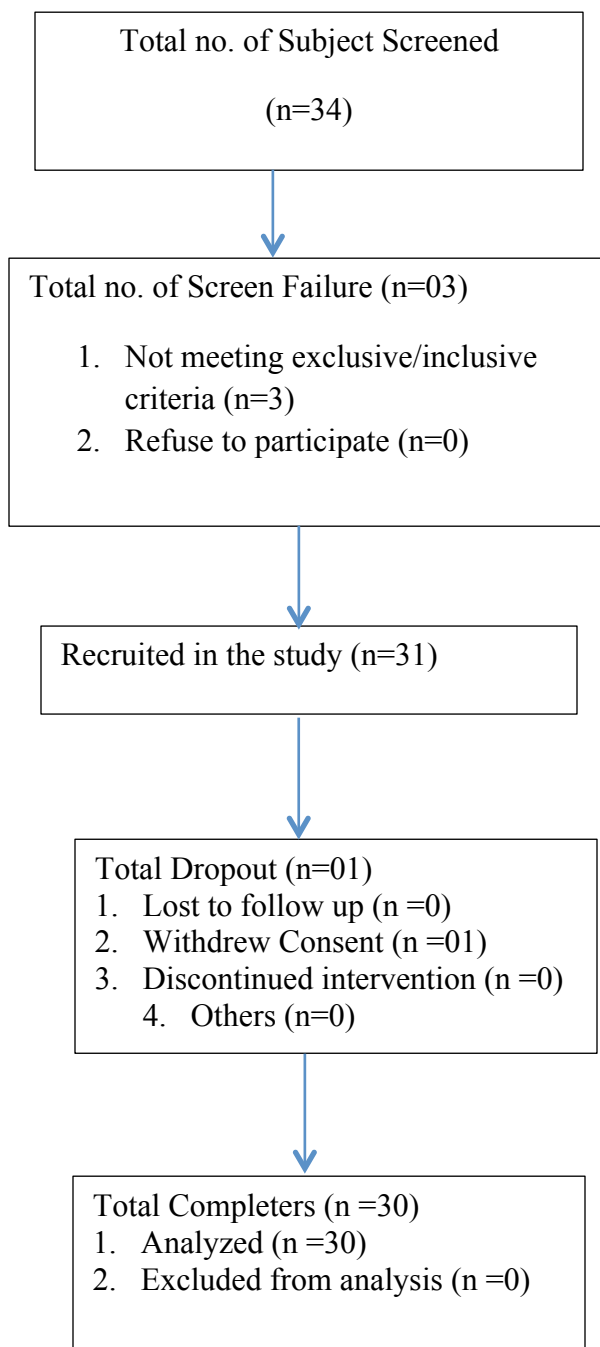 Total no. of Subject Screened
(n=34)
Total no. of Screen Failure (n=03)
1. Not meeting exclusive/inclusive
criteria (n=3)
2. Refuse to participate (n=0)
Recruited in the study (n=31)
Total Dropout (n=01)
1. Lost to follow up (n =0)
2. Withdrew Consent (n =01)
3. Discontinued intervention (n =0)
4. Others (n=0)
Total Completers (n =30)
1. Analyzed (n =30)
2. Excluded from analysis (n =0)